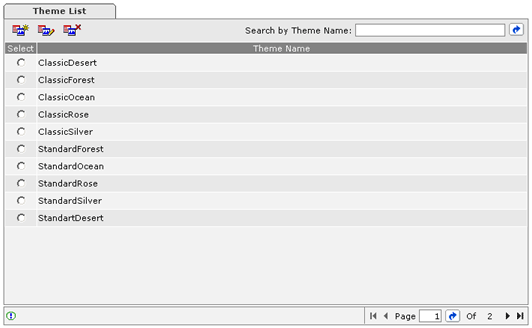 Theme List
Search by Theme Name:
Select Theme Name
ClassicDesert
ClassicForest
ClassicOcean
ClassicRose
ClassicSilver
StandardForest
StandardOcean
StandardRose
StandardSilver
StandartDesert
Page 1 Of 2